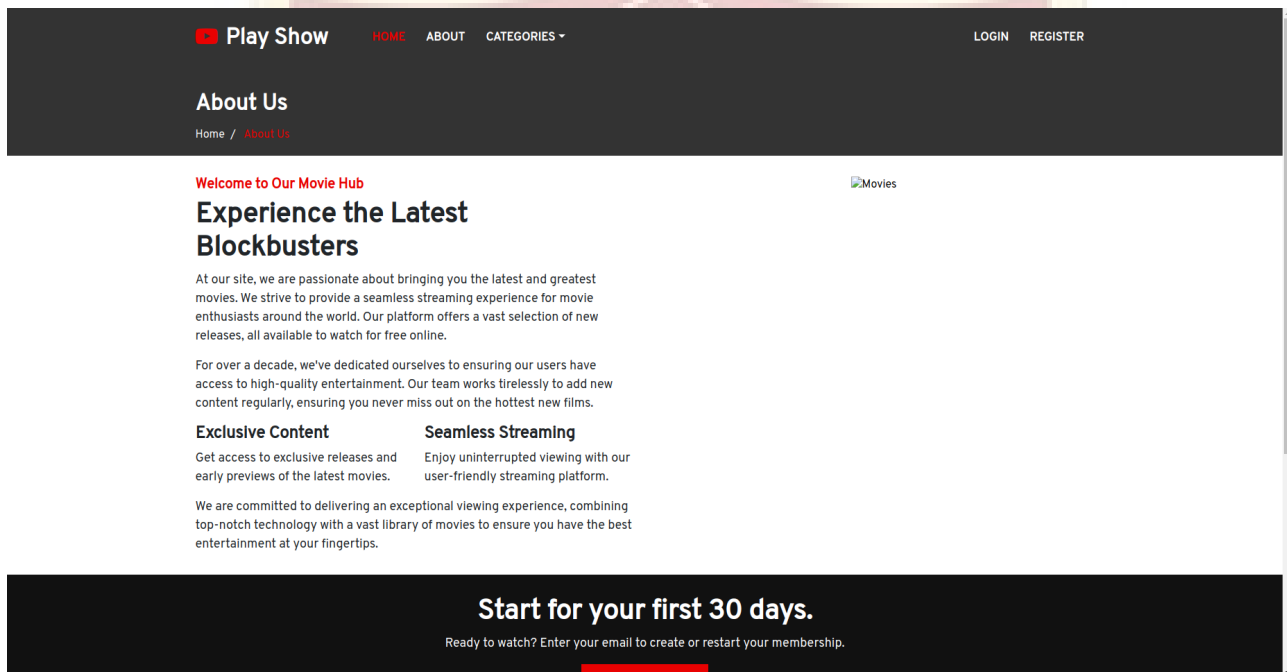 Play Show HOME ABOUT CATEGORIES LOGIN REGISTER
About Us
Home / About Us
Welcome to Our Movie Hub
Movies
Experience the Latest
Blockbusters
At our site, we are passionate about bringing you the latest and greatest
movies. We strive to provide a seamless streaming experience for movie
enthusiasts around the world. Our platform offers a vast selection of new
releases, all available to watch for free online.
For over a decade, we've dedicated ourselves to ensuring our users have
access to high-quality entertainment. Our team works tirelessly to add new
content regularly, ensuring you never miss out on the hottest new films.
Exclusive Content
Get access to exclusive releases and
early previews of the latest movies.
Seamless Streaming
Enjoy uninterrupted viewing with our
user-friendly streaming platform.
We are committed to delivering an exceptional viewing experience, combining
top-notch technology with a vast library of movies to ensure you have the best
entertainment at your fingertips.
Start for your first 30 days.
Ready to watch? Enter your email to create or restart your membership.